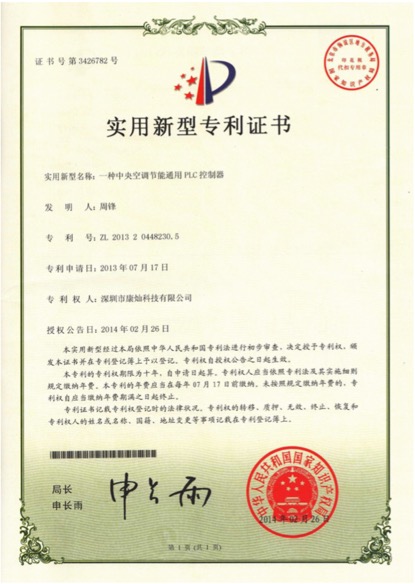 证书号第3426782号
实用新型专利证书
实用新型名称：一种中央空调节能通用PLC控制器
发 明 人：周锋
专 利 号：ZL 2013 2 0448230.5
专利申请日：2013年07月17日
专 利 权 人：深圳市康灿科技有限公司
授权公告日：2014年02月26日
本实用新型经过本局依照中华人民共和国专利法进行初步审查，决定授予专利权，颁
发本证书并在专利登记簿上予以登记。专利权自授权公告之日起生效。
本专利的专利权期限为十年，自申请日起算。专利权人应当依照专利法及其实施细则
规定缴纳年费。本专利的年费应当在每年07月17日前缴纳。未按照规定缴纳年费的，专利
权自应当缴纳年费期满之日起终止。
专利证书记载专利权登记时的法律状况。专利权的转移、质押、无效、终止、恢复和
专利权人的姓名或名称、国籍、地址变更等事项记载在专利登记簿上。
局长
申长雨
申长雨
中华人民共和国国家知识产权局
2014年02月26日
第1页（共1页）